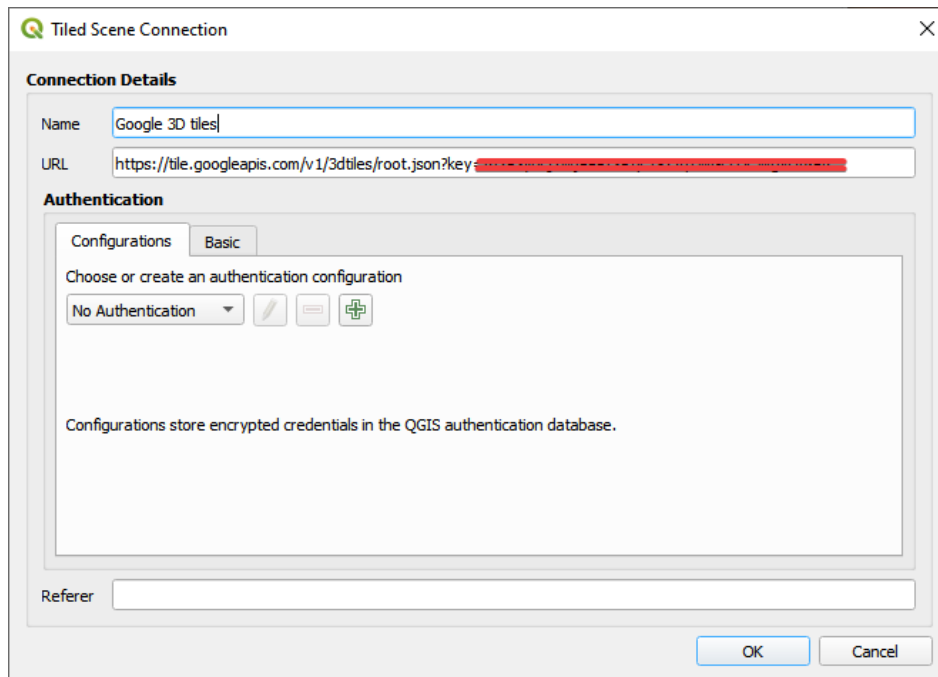 Tiled Scene Connection
Connection Details
Name Google 3D tiles
URL https://tile.googleapis.com/v1/3dtiles/root.json?key=
Authentication
Configurations Basic
Choose or create an authentication configuration
No Authentication
Configurations store encrypted credentials in the QGIS authentication database.
Referer
OK Cancel